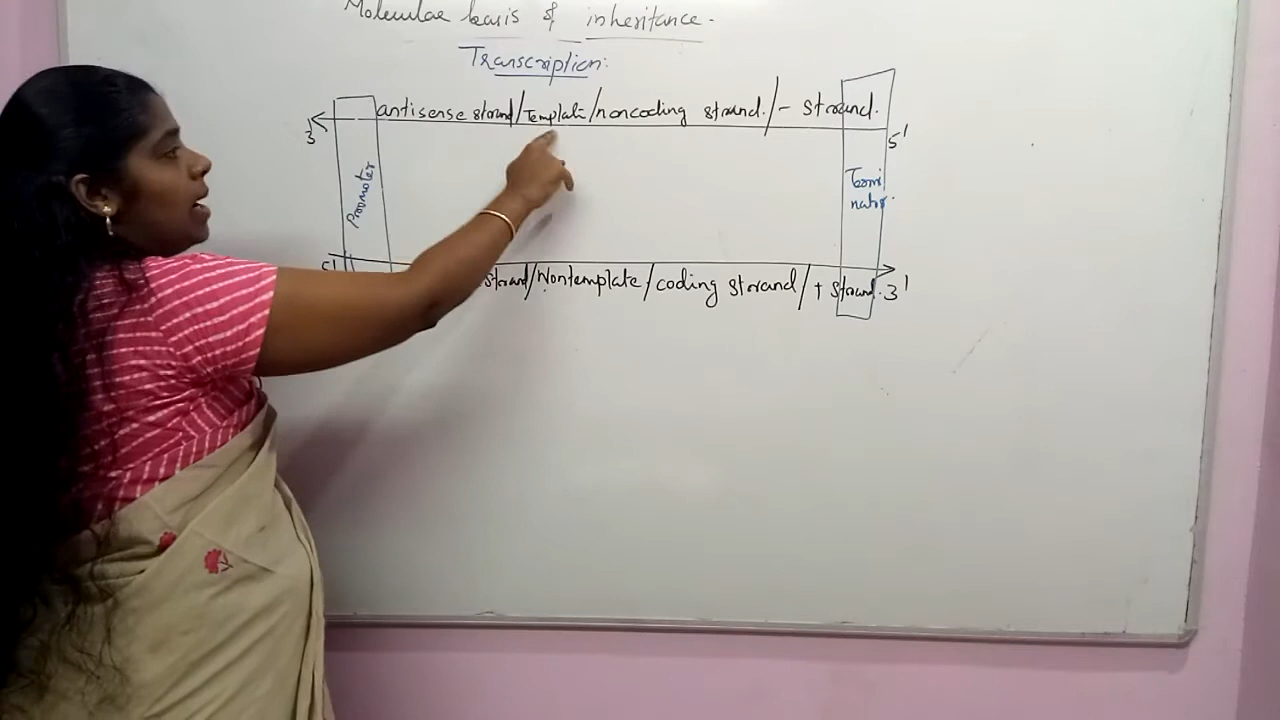 Molecular basis of inheritance.
Transcription:
antisense strand/Template/noncoding strand./- strand.
3' 5'
Promoter
Termi
nator.
5' strand/Nontemplate/coding strand/+ strand. 3'